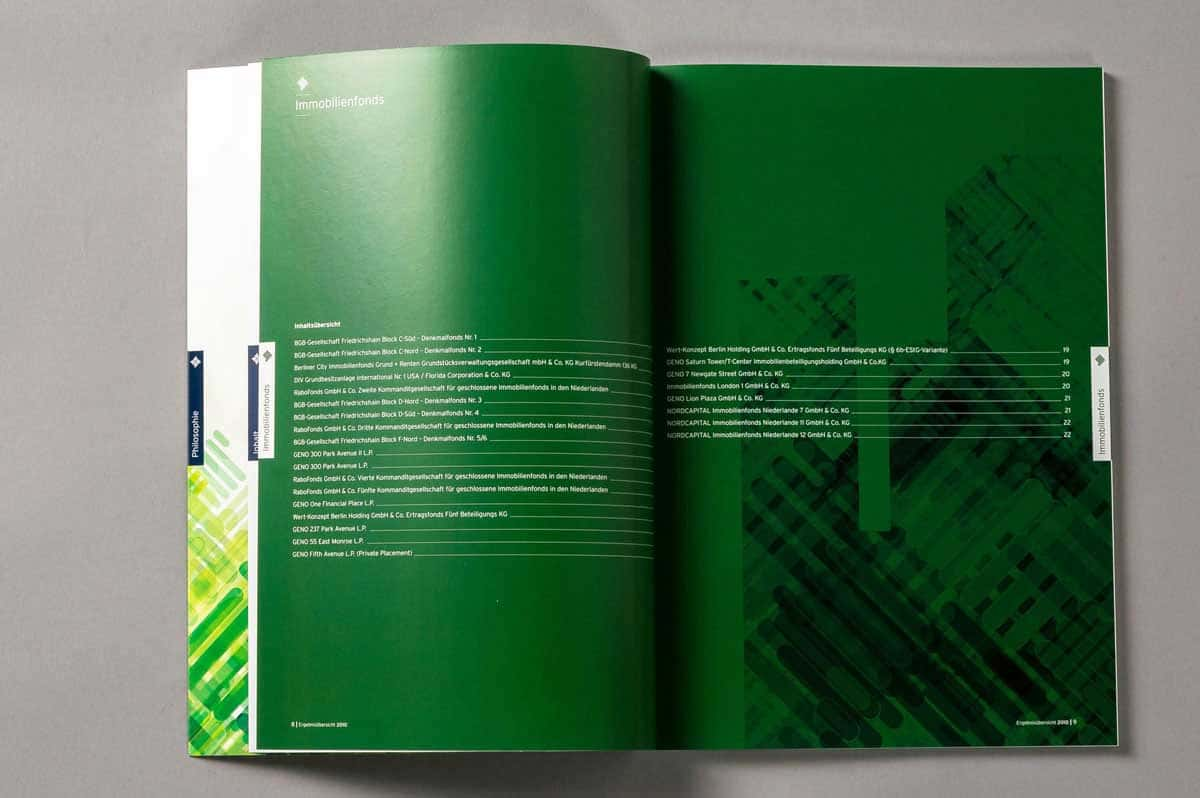 Immobilienfonds
Inhaltsübersicht
BGB-Gesellschaft Friedrichshain Block C-Süd - Denkmalfonds Nr. 1
BGB-Gesellschaft Friedrichshain Block C-Nord - Denkmalfonds Nr. 2
Berliner City Immobilienfonds Grund + Renten Grundstücksverwaltungsgesellschaft mbH & Co. KG Kurfürstendamm 136 KG
DIV Grundbesitzanlage international Nr. 1 USA / Florida Corporation & Co. KG
RaboFonds GmbH & Co. Zweite Kommanditgesellschaft für geschlossene Immobilienfonds in den Niederlanden
BGB-Gesellschaft Friedrichshain Block D-Nord - Denkmalfonds Nr. 3
BGB-Gesellschaft Friedrichshain Block D-Süd - Denkmalfonds Nr. 4
RaboFonds GmbH & Co. Dritte Kommanditgesellschaft für geschlossene Immobilienfonds in den Niederlanden
BGB-Gesellschaft Friedrichshain Block F-Nord - Denkmalfonds Nr. 5/6
GENO 300 Park Avenue II L.P.
GENO 300 Park Avenue L.P.
RaboFonds GmbH & Co. Vierte Kommanditgesellschaft für geschlossene Immobilienfonds in den Niederlanden
RaboFonds GmbH & Co. Fünfte Kommanditgesellschaft für geschlossene Immobilienfonds in den Niederlanden
GENO One Financial Place L.P.
Wert-Konzept Berlin Holding GmbH & Co. Ertragsfonds Fünf Beteiligungs KG
GENO 237 Park Avenue L.P.
GENO 55 East Monroe L.P.
GENO Fifth Avenue L.P. (Private Placement)
8 | Ergebnisübersicht 2010
Philosophie
Inhalt
Immobilienfonds
Wert-Konzept Berlin Holding GmbH & Co. Ertragsfonds Fünf Beteiligungs KG (§ 6b-EStG-Variante) 19
GENO Saturn Tower/T-Center Immobilienbeteiligungsholding GmbH & Co.KG 19
GENO 7 Newgate Street GmbH & Co. KG 20
Immobilienfonds London 1 GmbH & Co. KG 20
GENO Lion Plaza GmbH & Co. KG 21
NORDCAPITAL Immobilienfonds Niederlande 7 GmbH & Co. KG 21
NORDCAPITAL Immobilienfonds Niederlande 11 GmbH & Co. KG 22
NORDCAPITAL Immobilienfonds Niederlande 12 GmbH & Co. KG 22
Immobilienfonds
Ergebnisübersicht 2010 | 9